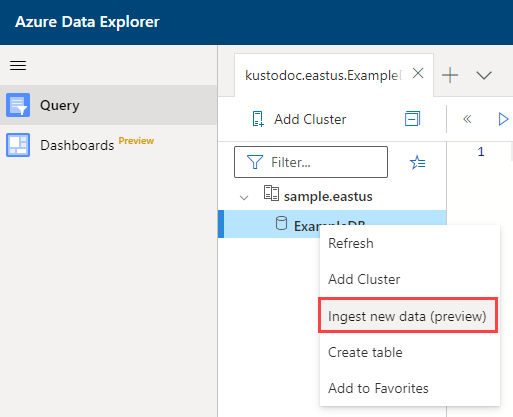 Azure Data Explorer
kustodoc.eastus.Example
Query
Add Cluster
1
Dashboards Preview
Filter...
sample.eastus
ExampleDB
Refresh
Add Cluster
Ingest new data (preview)
Create table
Add to Favorites